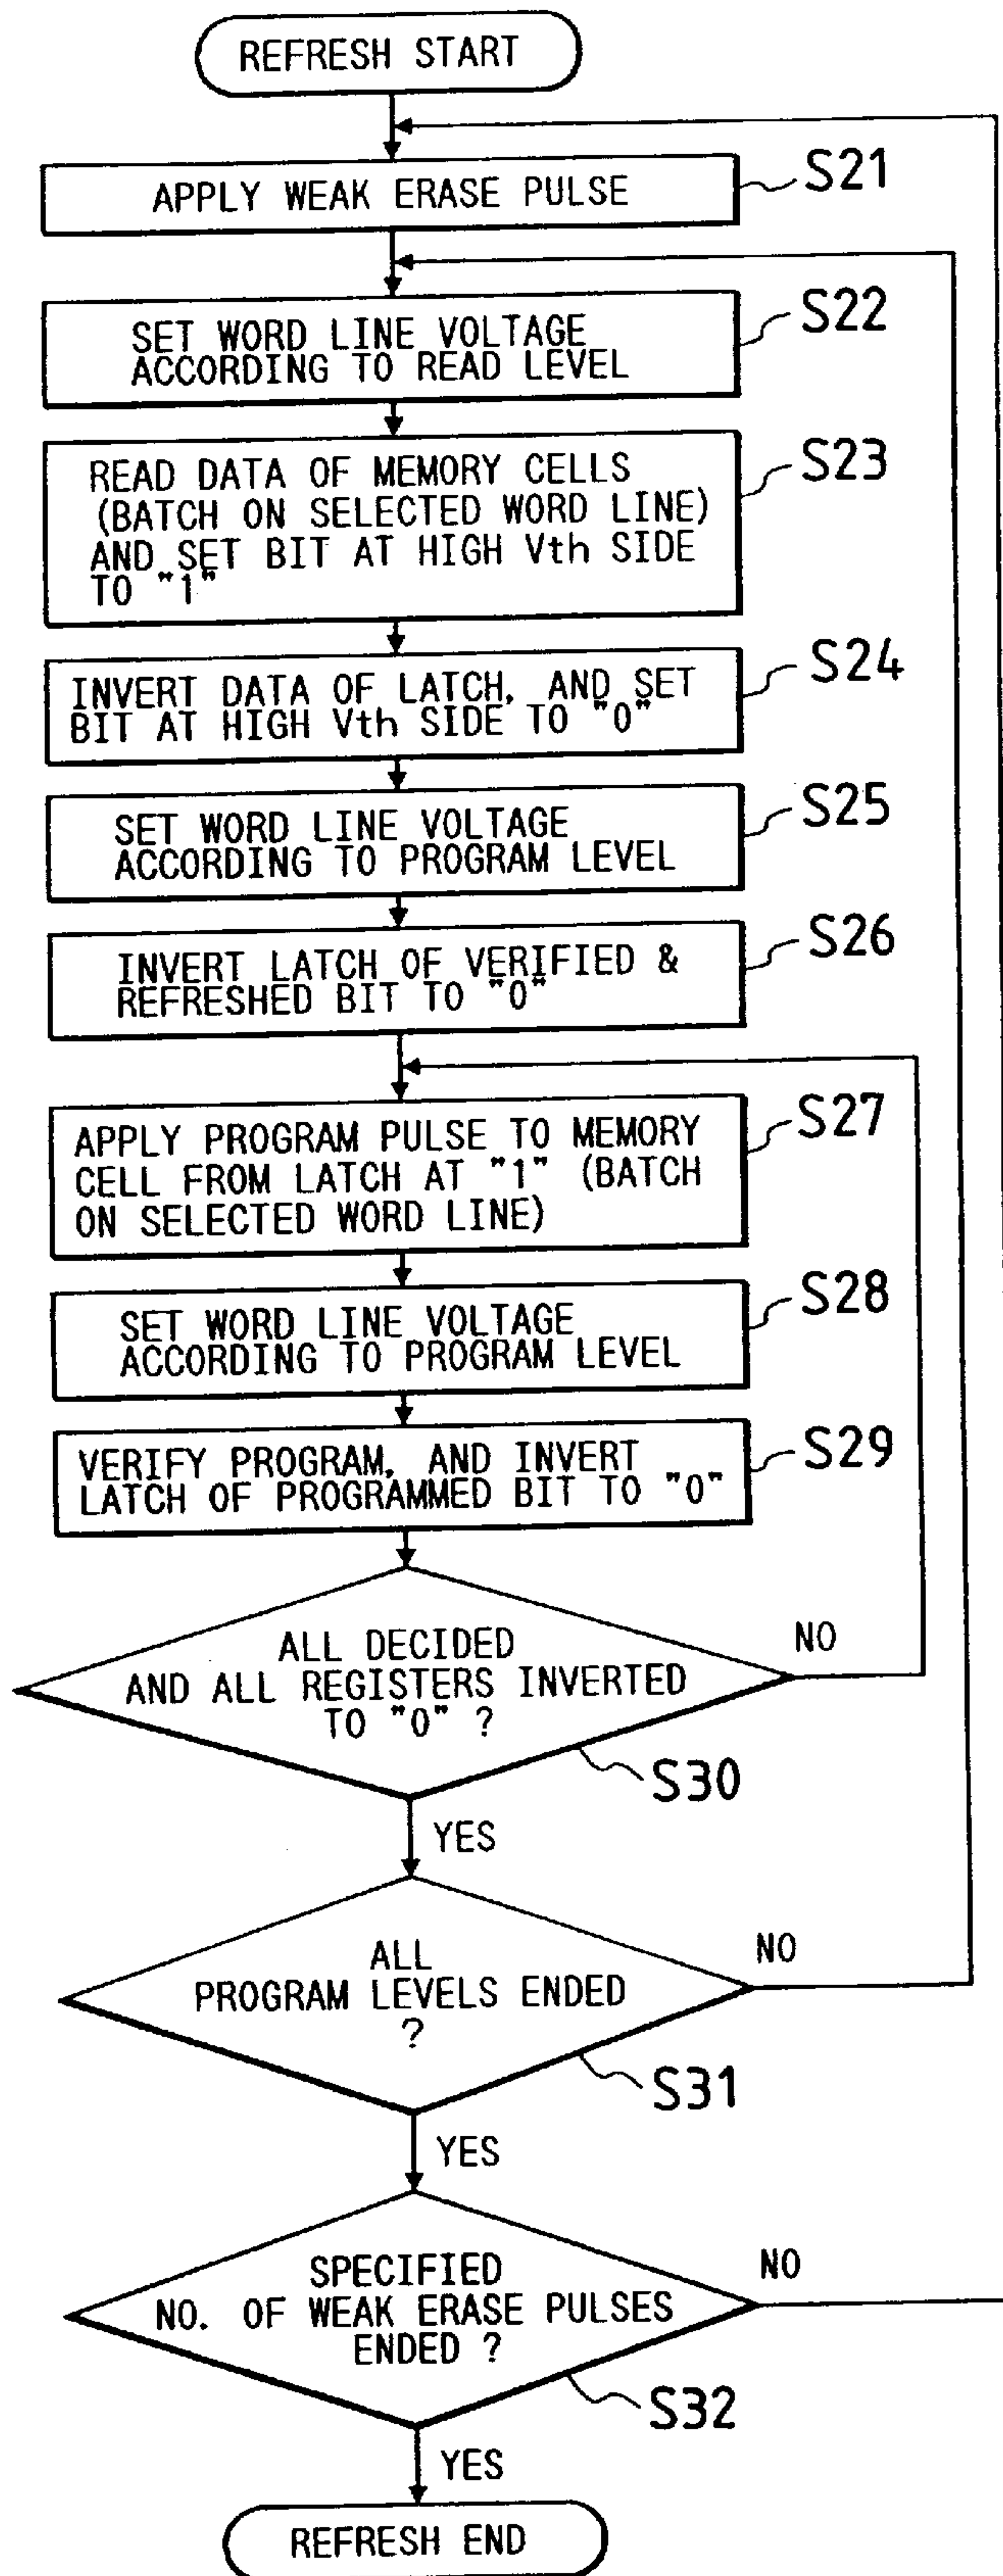 REFRESH START
APPLY WEAK ERASE PULSE
S21
SET WORD LINE VOLTAGE
ACCORDING TO READ LEVEL
S22
READ DATA OF MEMORY CELLS
(BATCH ON SELECTED WORD LINE)
AND SET BIT AT HIGH Vth SIDE
TO "1"
S23
INVERT DATA OF LATCH, AND SET
BIT AT HIGH Vth SIDE TO "0"
S24
SET WORD LINE VOLTAGE
ACCORDING TO PROGRAM LEVEL
S25
INVERT LATCH OF VERIFIED &
REFRESHED BIT TO "0"
S26
APPLY PROGRAM PULSE TO MEMORY
CELL FROM LATCH AT "1" (BATCH
ON SELECTED WORD LINE)
S27
SET WORD LINE VOLTAGE
ACCORDING TO PROGRAM LEVEL
S28
VERIFY PROGRAM, AND INVERT
LATCH OF PROGRAMMED BIT TO "0"
S29
ALL DECIDED
AND ALL REGISTERS INVERTED
TO "0" ?
NO
S30
YES
ALL
PROGRAM LEVELS ENDED
?
NO
S31
YES
SPECIFIED
NO. OF WEAK ERASE PULSES
ENDED ?
NO
S32
YES
REFRESH END